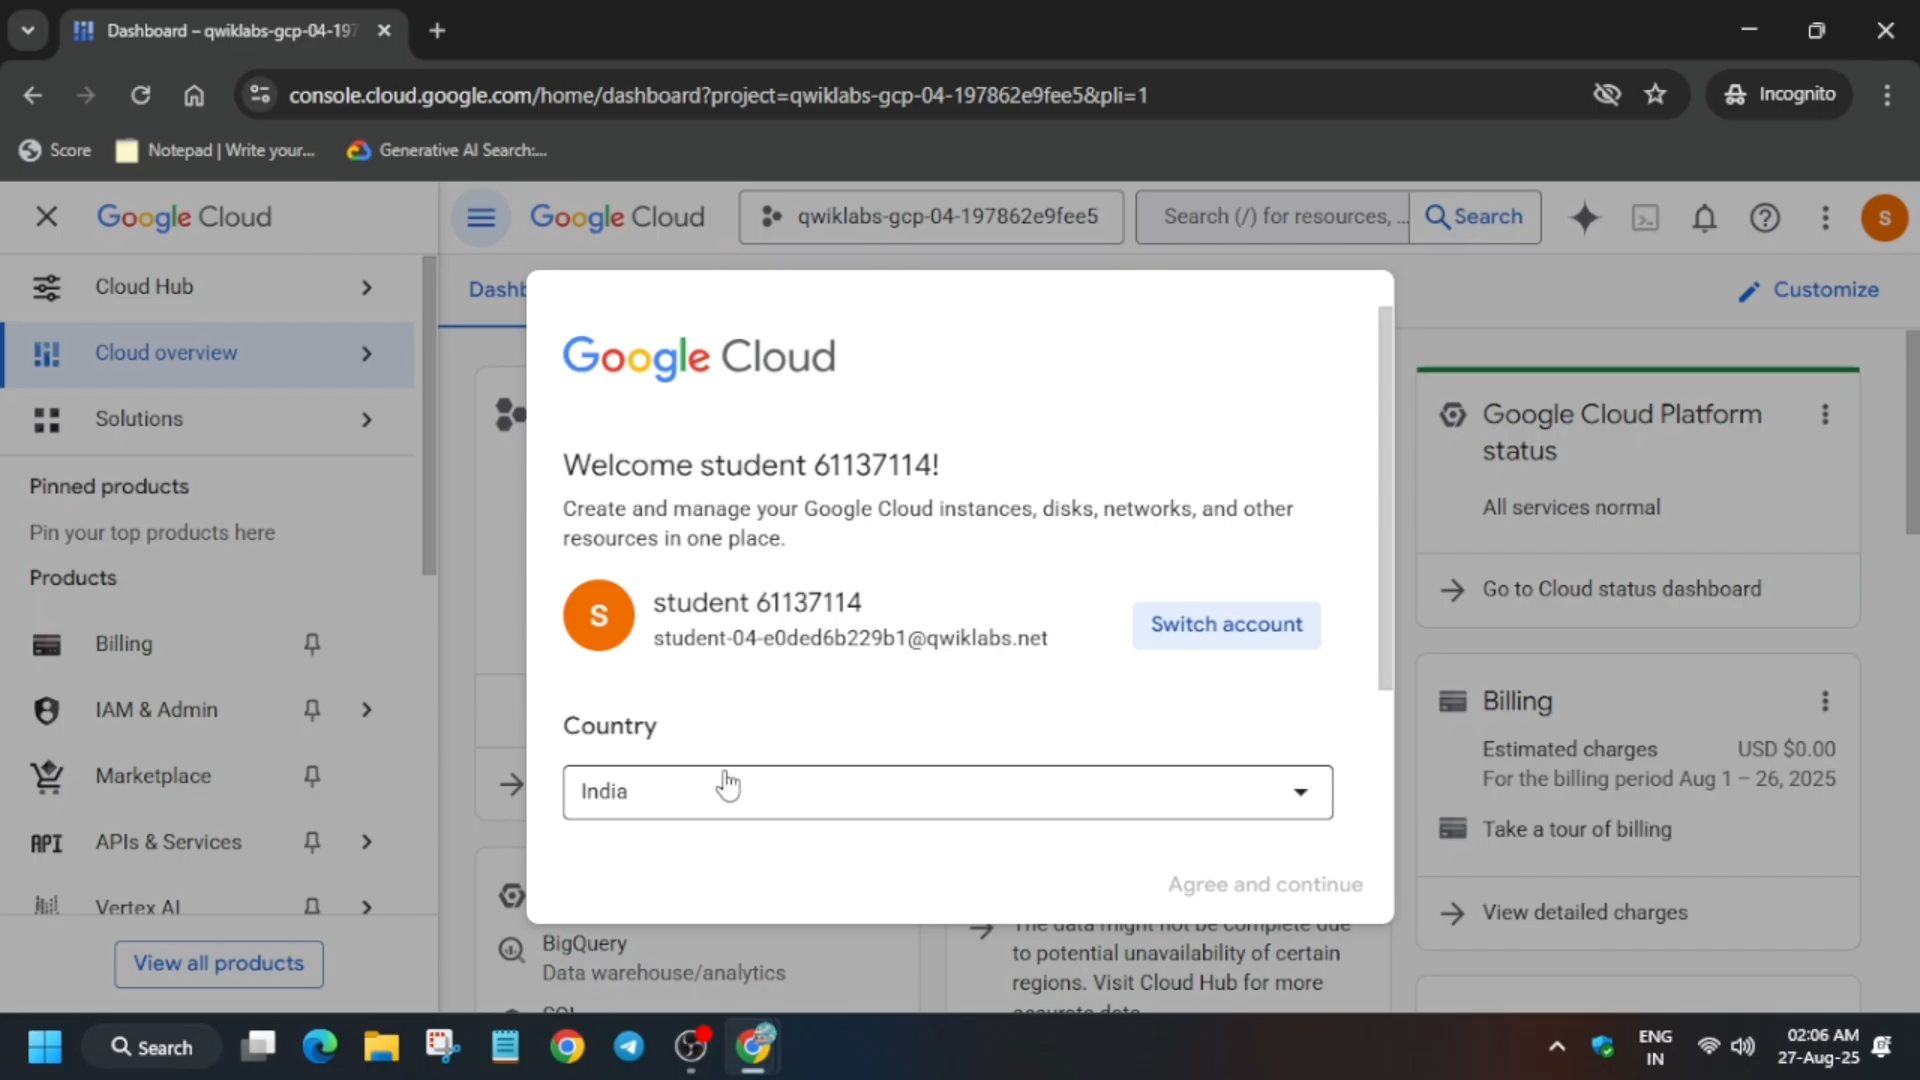 Dashboard – qwiklabs-gcp-04-197
console.cloud.google.com/home/dashboard?project=qwiklabs-gcp-04-197862e9fee5&pli=1
Incognito
Score
Notepad | Write your...
Generative AI Search:...
Google Cloud
Google Cloud
qwiklabs-gcp-04-197862e9fee5
Search (/) for resources, ...
Search
S
Cloud Hub
Cloud overview
Solutions
Pinned products
Pin your top products here
Products
Billing
IAM & Admin
Marketplace
API
APIs & Services
Vertex AI
View all products
Customize
Google Cloud
Welcome student 61137114!
Create and manage your Google Cloud instances, disks, networks, and other
resources in one place.
S
student 61137114
student-04-e0ded6b229b1@qwiklabs.net
Switch account
Country
India
Agree and continue
BigQuery
Data warehouse/analytics
The data might not be complete due
to potential unavailability of certain
regions. Visit Cloud Hub for more
Google Cloud Platform
status
All services normal
Go to Cloud status dashboard
Billing
Estimated charges
USD $0.00
For the billing period Aug 1 – 26, 2025
Take a tour of billing
View detailed charges
Search
ENG
IN
02:06 AM
27-Aug-25